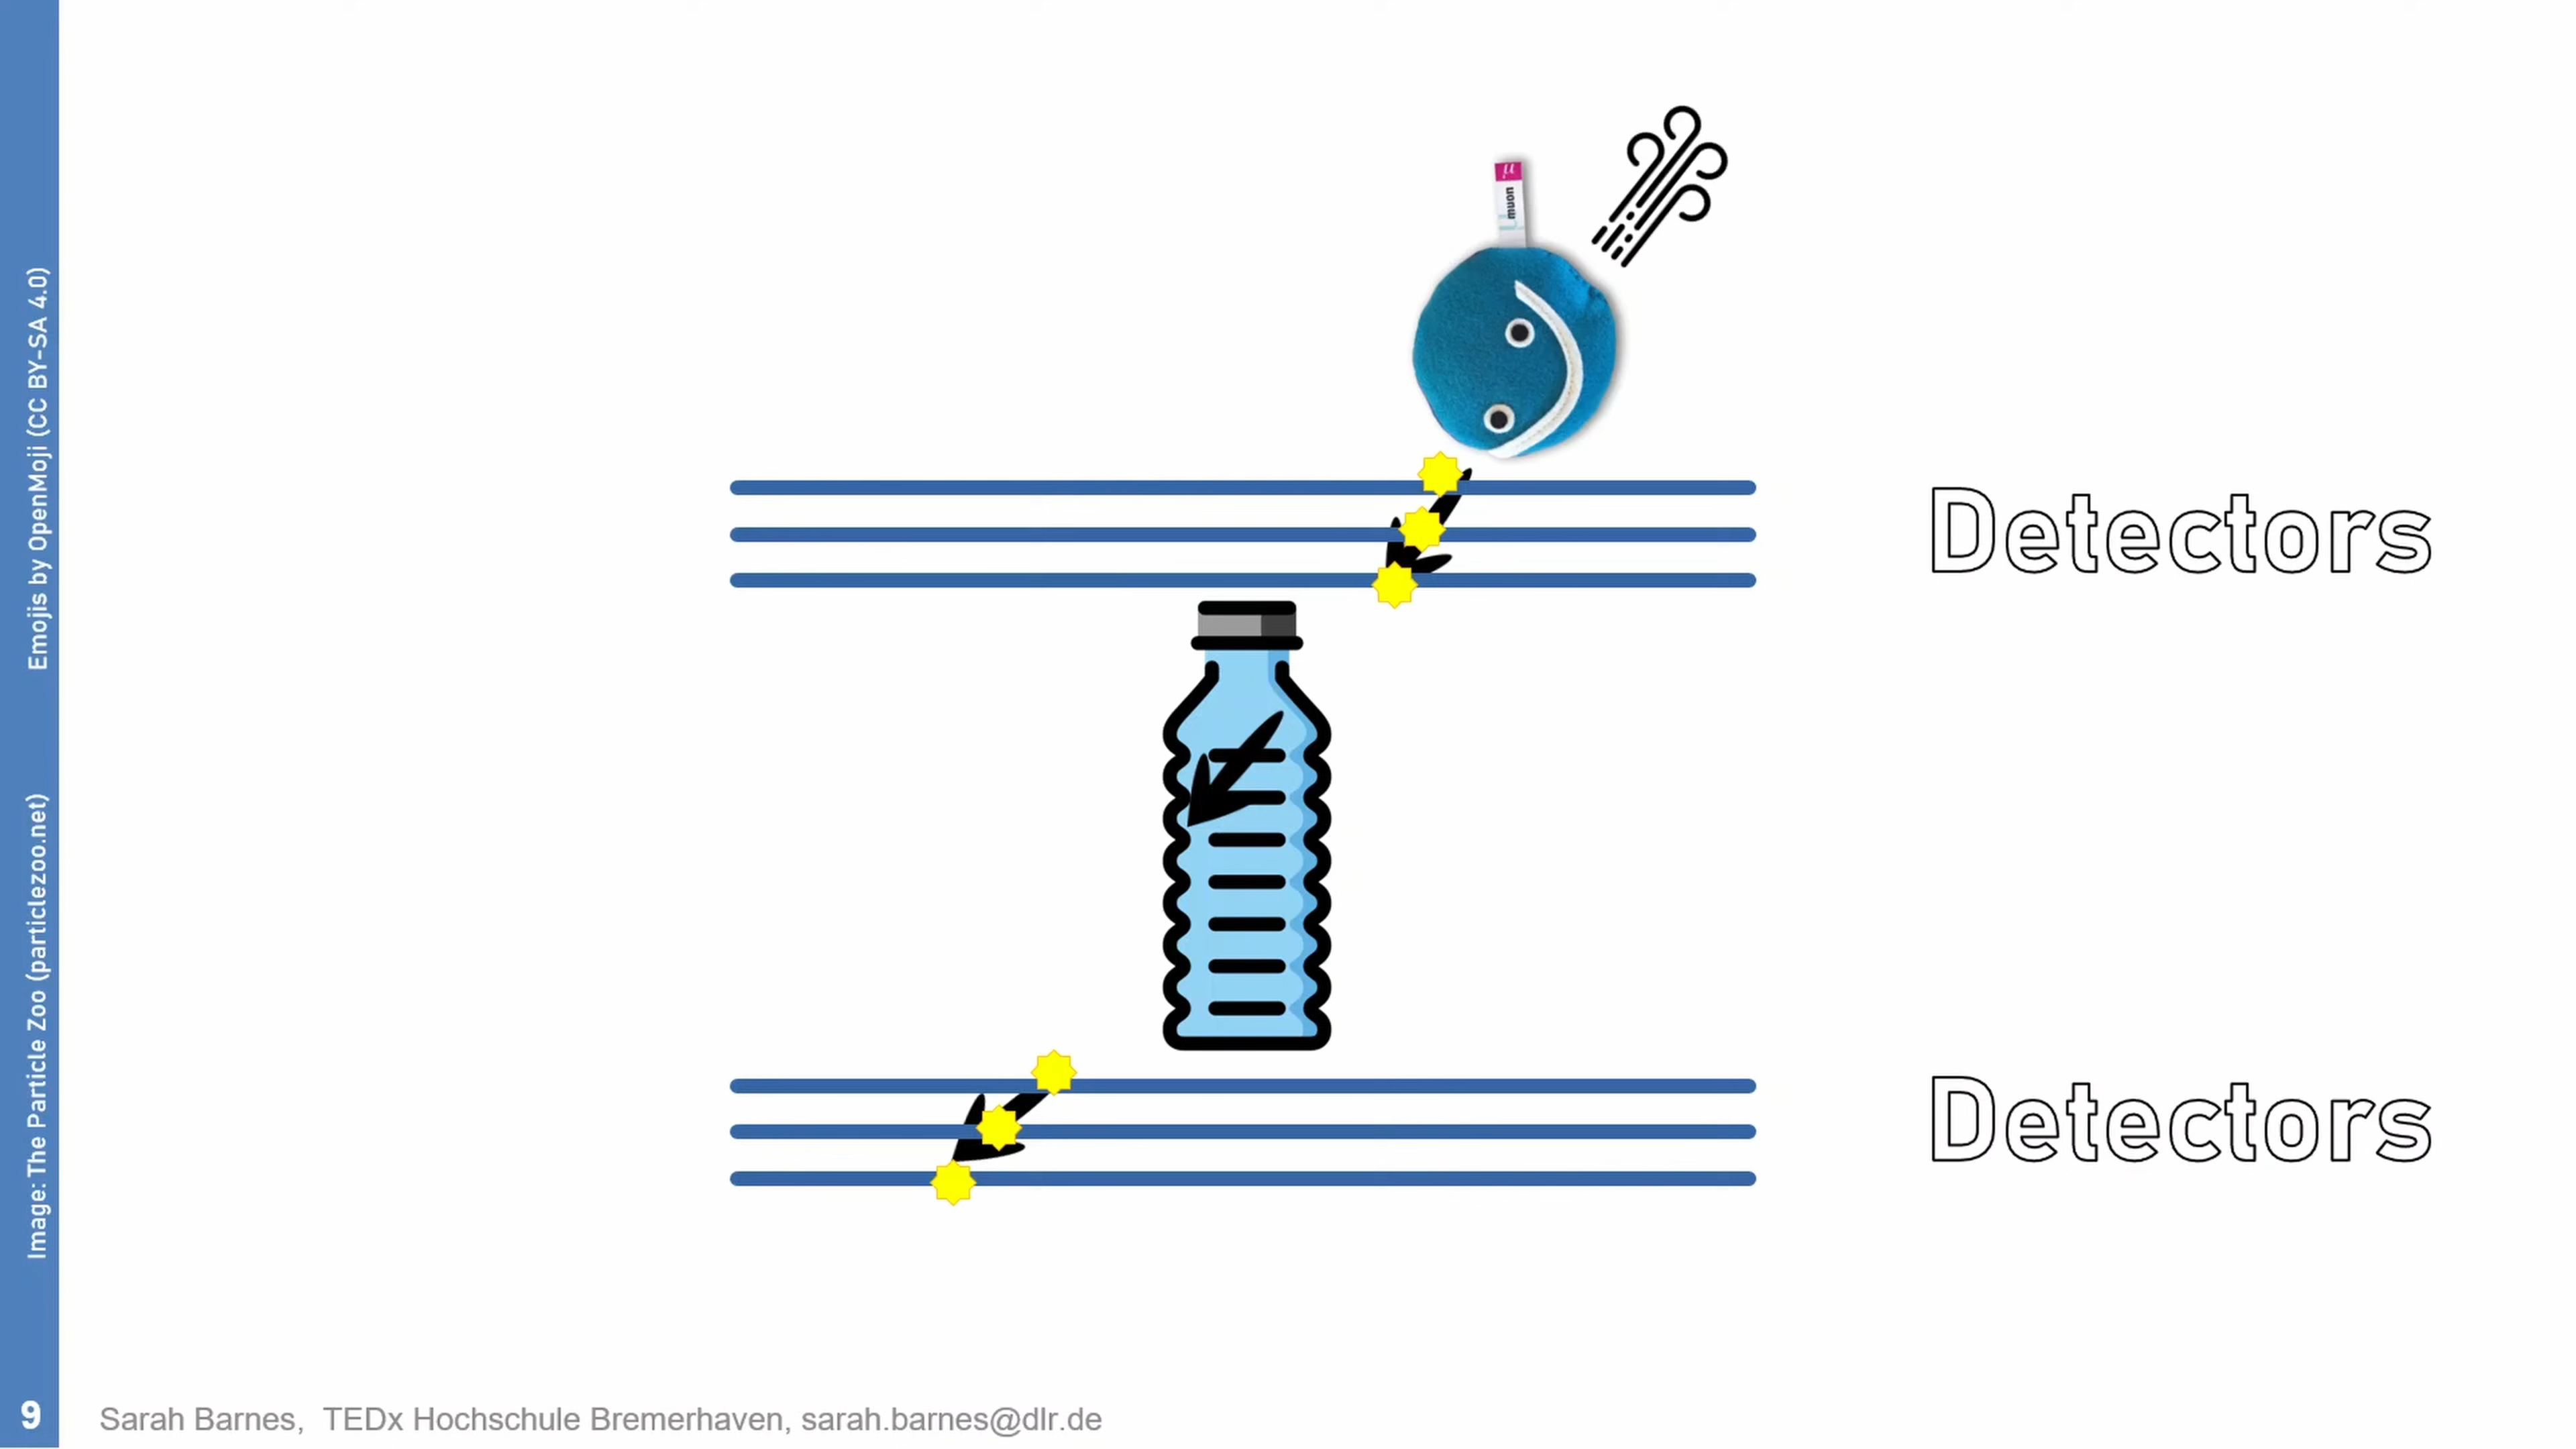 Emojis by OpenMoji (CC BY-SA 4.0)
Image: The Particle Zoo (particlezoo.net)
μ
muon
Detectors
Detectors
9
Sarah Barnes, TEDx Hochschule Bremerhaven, sarah.barnes@dlr.de